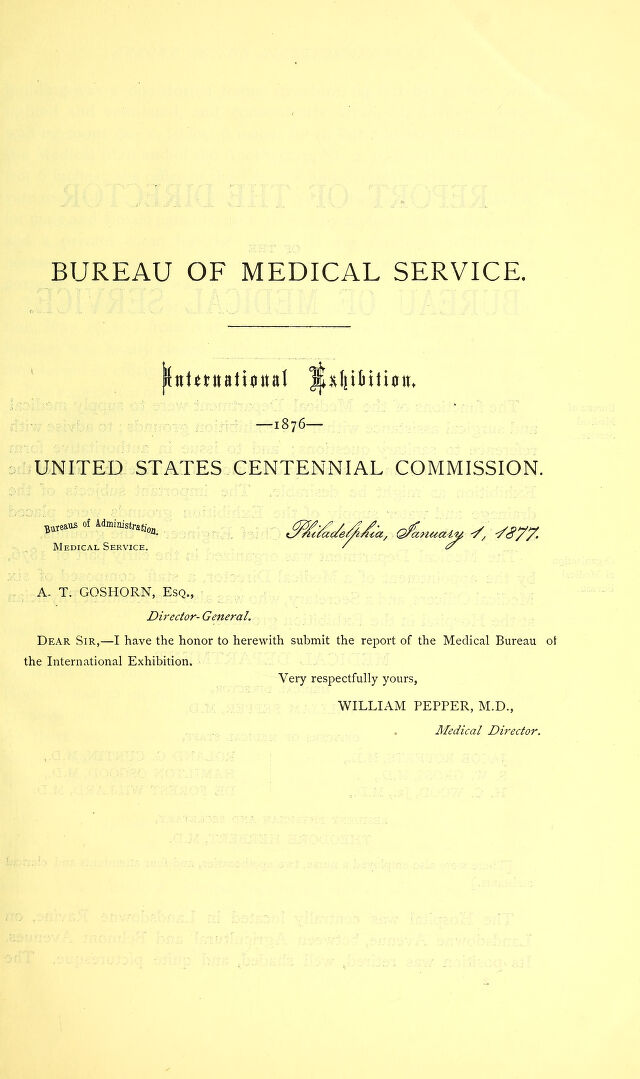 BUREAU OF MEDICAL SERVICE.
International Exhibition.
—1876—
UNITED STATES CENTENNIAL COMMISSION.
Bureaus of Administration.
MEDICAL SERVICE.
Philadelphia, January 1, 1877.
A. T. GOSHORN, ESQ.,
Director-General.
DEAR SIR,—I have the honor to herewith submit the report of the Medical Bureau of
the International Exhibition.
Very respectfully yours,
WILLIAM PEPPER, M.D.,
Medical Director.